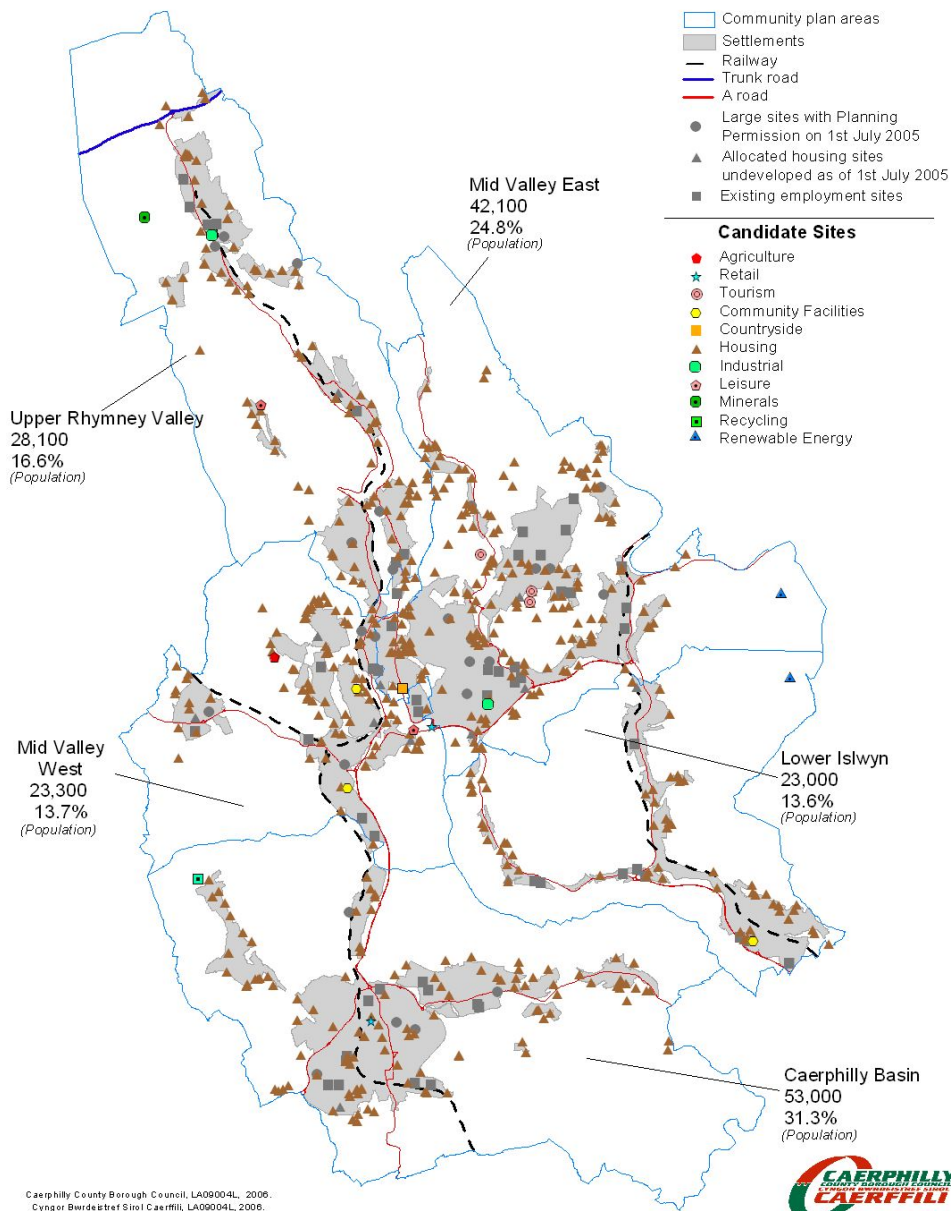 Community plan areas
Settlements
Railway
Trunk road
A road
Large sites with Planning
Permission on 1st July 2005
Allocated housing sites
undeveloped as of 1st July 2005
Existing employment sites
Candidate Sites
Agriculture
Retail
Tourism
Community Facilities
Countryside
Housing
Industrial
Leisure
Minerals
Recycling
Renewable Energy
Mid Valley East
42,100
24.8%
(Population)
Upper Rhymney Valley
28,100
16.6%
(Population)
Mid Valley
West
23,300
13.7%
(Population)
Lower Islwyn
23,000
13.6%
(Population)
Caerphilly Basin
53,000
31.3%
(Population)
Caerphilly County Borough Council, LA09004L, 2006.
Cyngor Bwrdeistref Sirol Caerffili, LA09004L, 2006.
CAERPHILLY
COUNTY BOROUGH COUNCIL
CYNGOR BWRDEISTREF SIROL
CAERFFILI